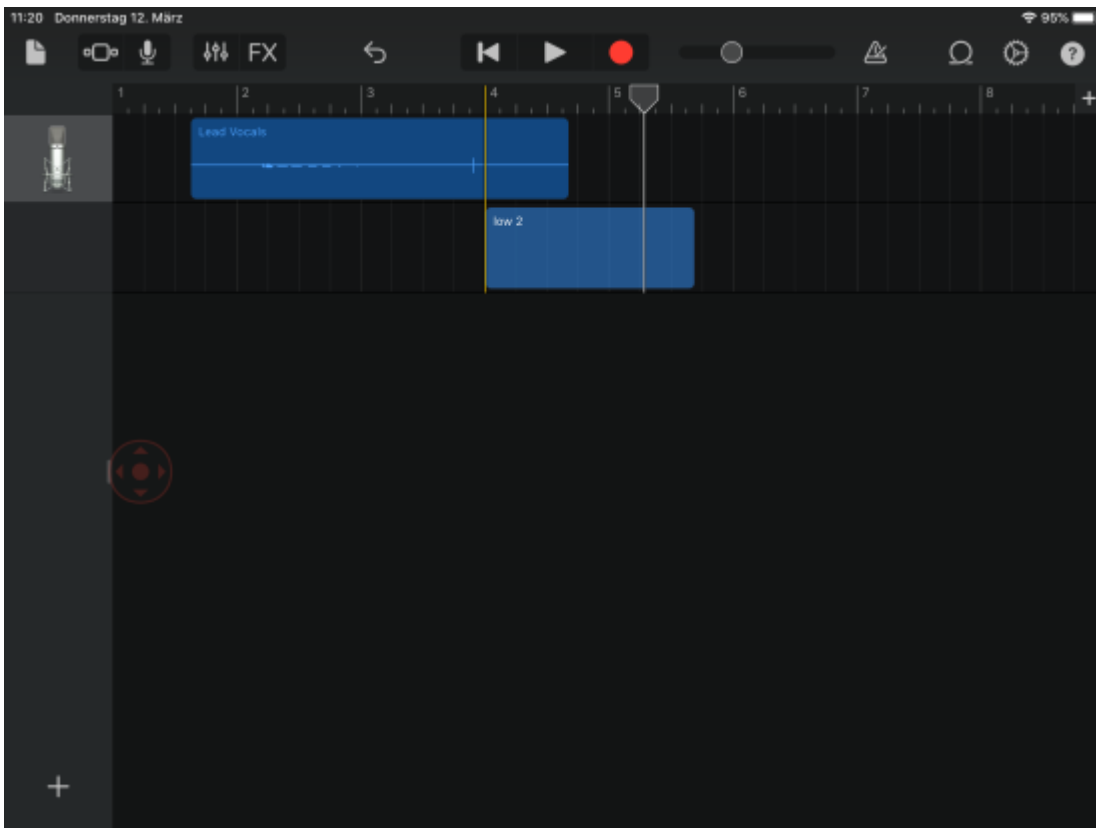 11:20 Donnerstag 12. März 95%
FX ?
1 2 3 4 5 6 7 8 +
Lead Vocals
low 2
+